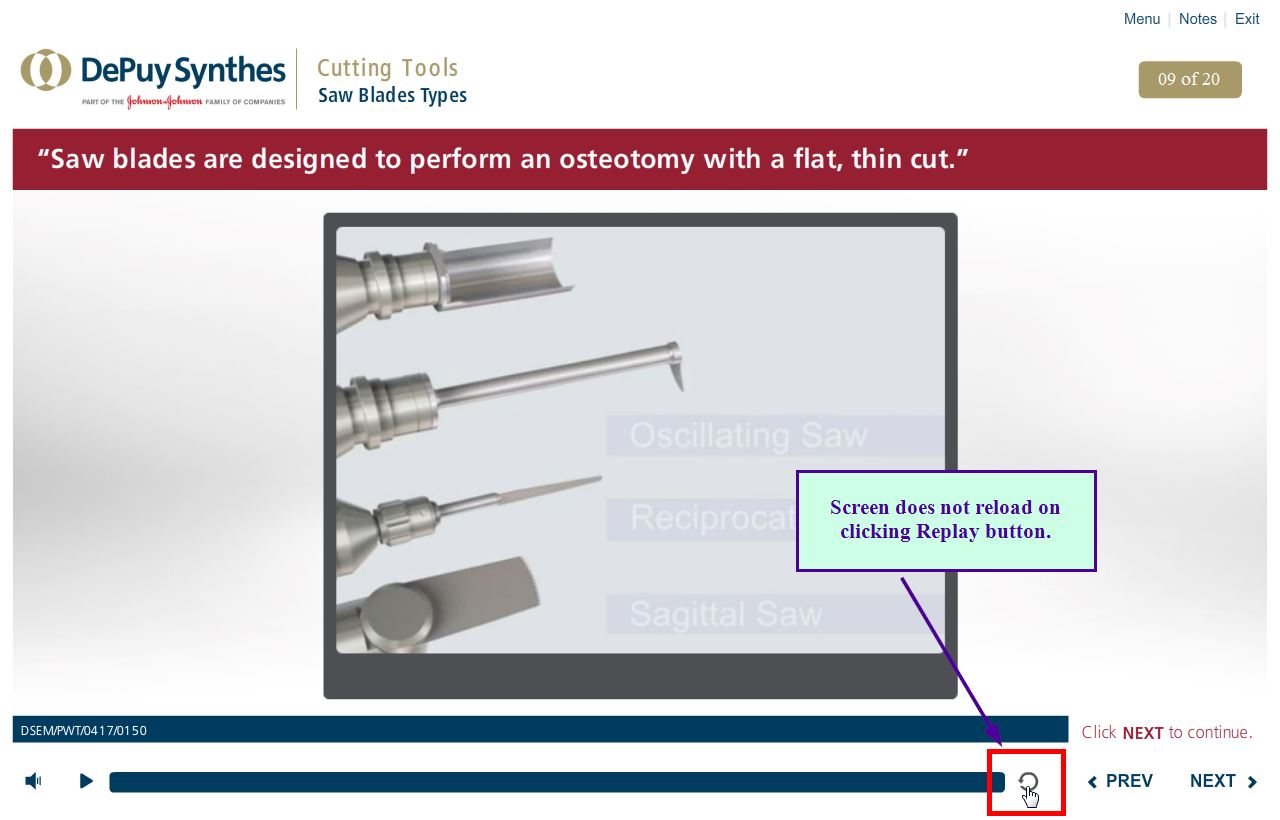 Menu | Notes | Exit
DePuy Synthes
PART OF THE Johnson & Johnson FAMILY OF COMPANIES
Cutting Tools
Saw Blades Types
09 of 20
“Saw blades are designed to perform an osteotomy with a flat, thin cut.”
Oscillating Saw
Reciprocat
Sagittal Saw
Screen does not reload on
clicking Replay button.
DSEM/PWT/0417/0150
Click NEXT to continue.
PREV
NEXT